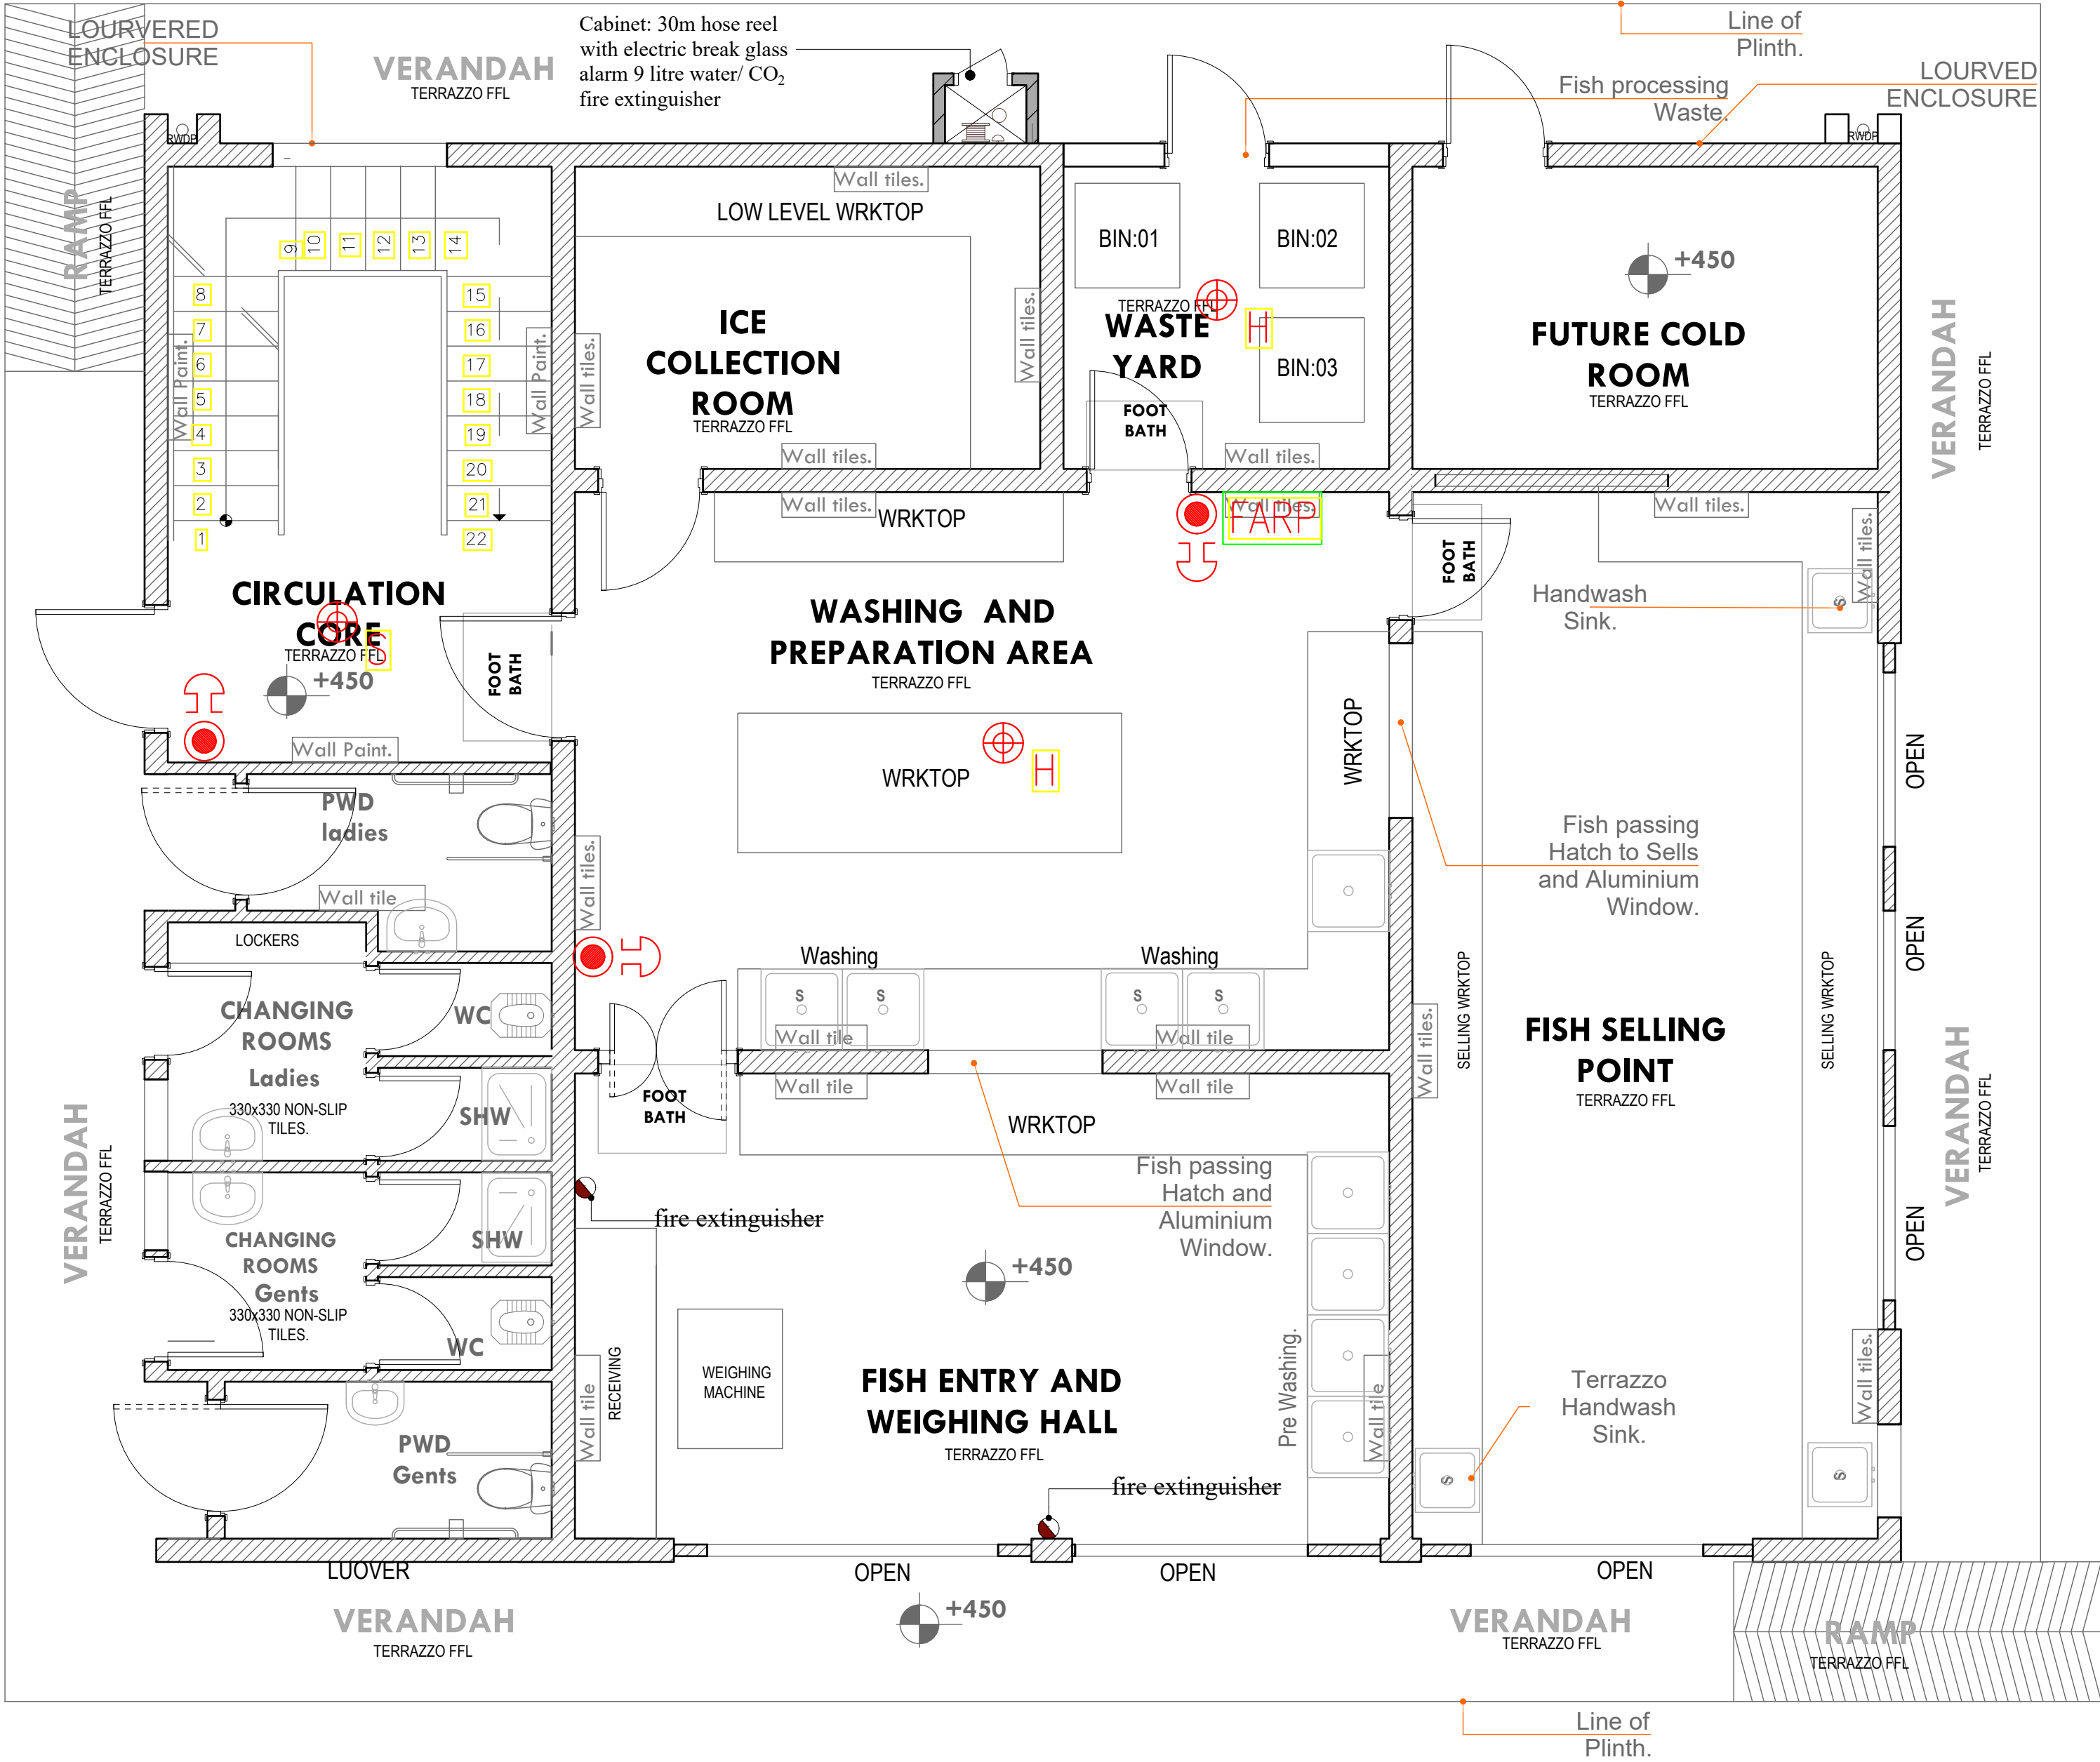 LOURVERED
ENCLOSURE
VERANDAH
TERRAZZO FFL
Cabinet: 30m hose reel
with electric break glass
alarm 9 litre water/ CO₂
fire extinguisher
Line of
Plinth.
Fish processing
Waste.
LOURVED
ENCLOSURE
RWDP
RWDP
RAMP
TERRAZZO FFL
Wall tiles.
LOW LEVEL WRKTOP
BIN:01
BIN:02
9
10
11
12
13
14
+450
8
7
6
5
4
3
2
1
15
16
17
18
19
20
21
22
Wall Paint.
Wall Paint.
Wall tiles.
Wall tiles.
ICE
COLLECTION
ROOM
TERRAZZO FFL
TERRAZZO FFL
WASTE
YARD
H
BIN:03
FUTURE COLD
ROOM
TERRAZZO FFL
VERANDAH
TERRAZZO FFL
FOOT
BATH
Wall tiles.
Wall tiles.
Wall tiles.
WRKTOP
Wall tiles.
FARP
Wall tiles.
Wall tiles.
FOOT
BATH
CIRCULATION
CORE
TERRAZZO FFL
S
+450
FOOT
BATH
WASHING AND
PREPARATION AREA
TERRAZZO FFL
Handwash
Sink.
S
Wall Paint.
WRKTOP
H
WRKTOP
OPEN
PWD
ladies
Wall tile
Wall tiles.
Fish passing
Hatch to Sells
and Aluminium
Window.
LOCKERS
Washing
Washing
OPEN
S
S
S
S
CHANGING
ROOMS
Ladies
330x330 NON-SLIP
TILES.
WC
SHW
Wall tile
Wall tile
Wall tile
Wall tile
FOOT
BATH
WRKTOP
SELLING WRKTOP
Wall tiles.
FISH SELLING
POINT
TERRAZZO FFL
SELLING WRKTOP
VERANDAH
TERRAZZO FFL
VERANDAH
TERRAZZO FFL
Fish passing
Hatch and
Aluminium
Window.
fire extinguisher
OPEN
CHANGING
ROOMS
Gents
330x330 NON-SLIP
TILES.
SHW
WC
+450
Wall tile
RECEIVING
WEIGHING
MACHINE
FISH ENTRY AND
WEIGHING HALL
TERRAZZO FFL
Pre Washing.
Wall tile
Terrazzo
Handwash
Sink.
Wall tiles.
S
S
PWD
Gents
fire extinguisher
LUOVER
OPEN
OPEN
OPEN
VERANDAH
TERRAZZO FFL
+450
VERANDAH
TERRAZZO FFL
RAMP
TERRAZZO FFL
Line of
Plinth.